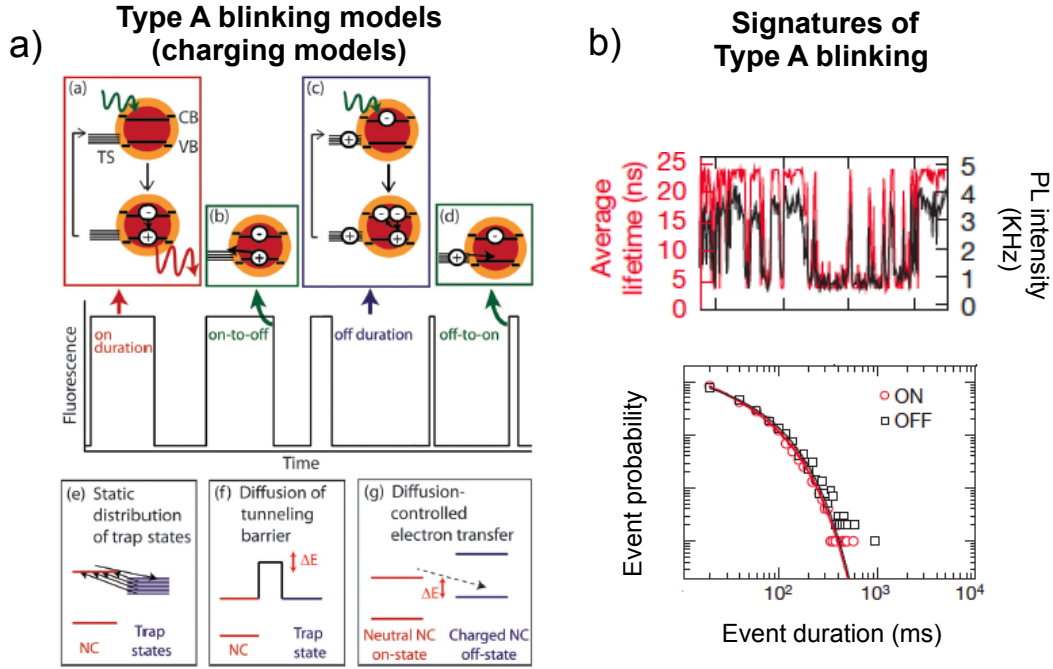 a)
Type A blinking models
(charging models)
(a)
CB
VB
TS
(b)
(c)
(d)
on
duration
on-to-off
off duration
off-to-on
Fluorescence
Time
(e) Static
distribution
of trap states
NC
Trap
states
(f) Diffusion of
tunneling
barrier
ΔE
NC
Trap
state
(g) Diffusion-
controlled
electron transfer
ΔE
Neutral NC
on-state
Charged NC
off-state
b)
Signatures of
Type A blinking
Average
lifetime (ns)
25
20
15
10
5
0
5
4
3
2
1
0
PL intensity
(KHz)
ON
OFF
Event probability
10²
10³
10⁴
Event duration (ms)